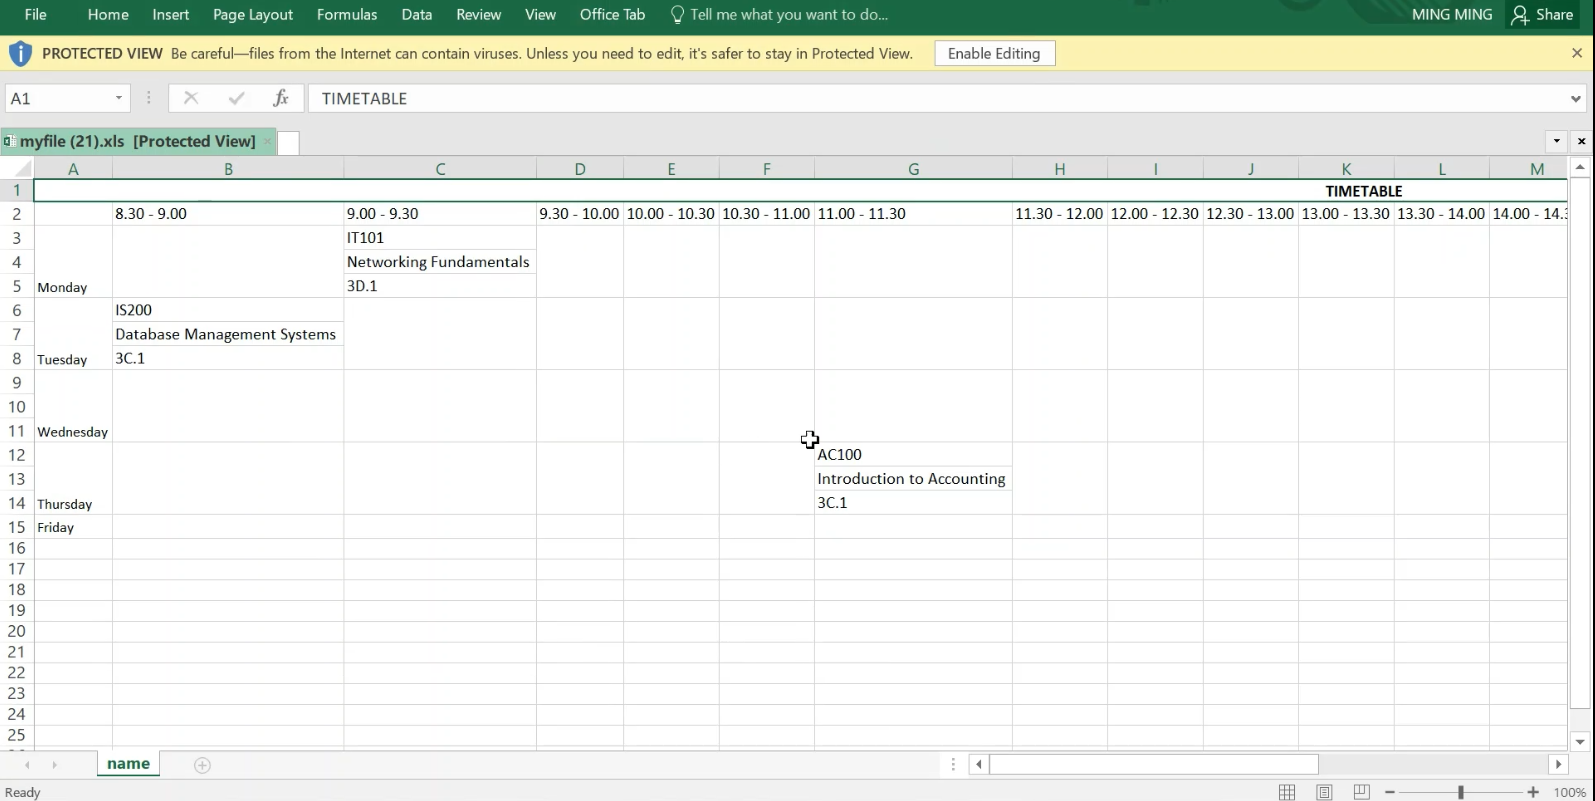 File Home Insert Page Layout Formulas Data Review View Office Tab Tell me what you want to do... MING MING Share
PROTECTED VIEW Be careful—files from the Internet can contain viruses. Unless you need to edit, it's safer to stay in Protected View. Enable Editing
A1 fx TIMETABLE
myfile (21).xls [Protected View]
A B C D E F G H I J K L M
1 TIMETABLE
2 8.30 - 9.00 9.00 - 9.30 9.30 - 10.00 10.00 - 10.30 10.30 - 11.00 11.00 - 11.30 11.30 - 12.00 12.00 - 12.30 12.30 - 13.00 13.00 - 13.30 13.30 - 14.00 14.00 - 14.3
3 IT101
4 Networking Fundamentals
5 Monday 3D.1
6 IS200
7 Database Management Systems
8 Tuesday 3C.1
9
10
11 Wednesday
12 AC100
13 Introduction to Accounting
14 Thursday 3C.1
15 Friday
16
17
18
19
20
21
22
23
24
25
name
Ready 100%